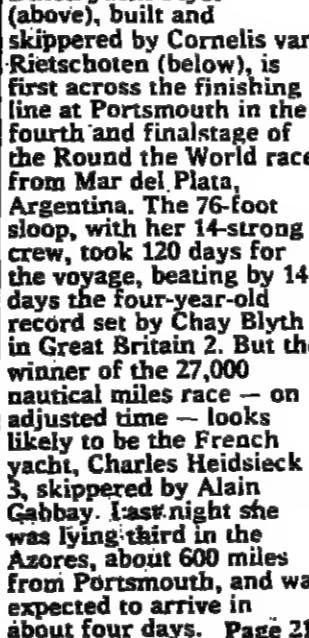 (above), built and
skippered by Cornelis van
Rietschoten (below), is
first across the finishing
line at Portsmouth in the
fourth and finalstage of
the Round the World race
from Mar del Plata,
Argentina. The 76-foot
sloop, with her 14-strong
crew, took 120 days for
the voyage, beating by 14
days the four-year-old
record set by Chay Blyth
in Great Britain 2. But the
winner of the 27,000
nautical miles race — on
adjusted time — looks
likely to be the French
yacht, Charles Heidsieck
3, skippered by Alain
Gabbay. Last night she
was lying third in the
Azores, about 600 miles
from Portsmouth, and wa
expected to arrive in
about four days. Page 21